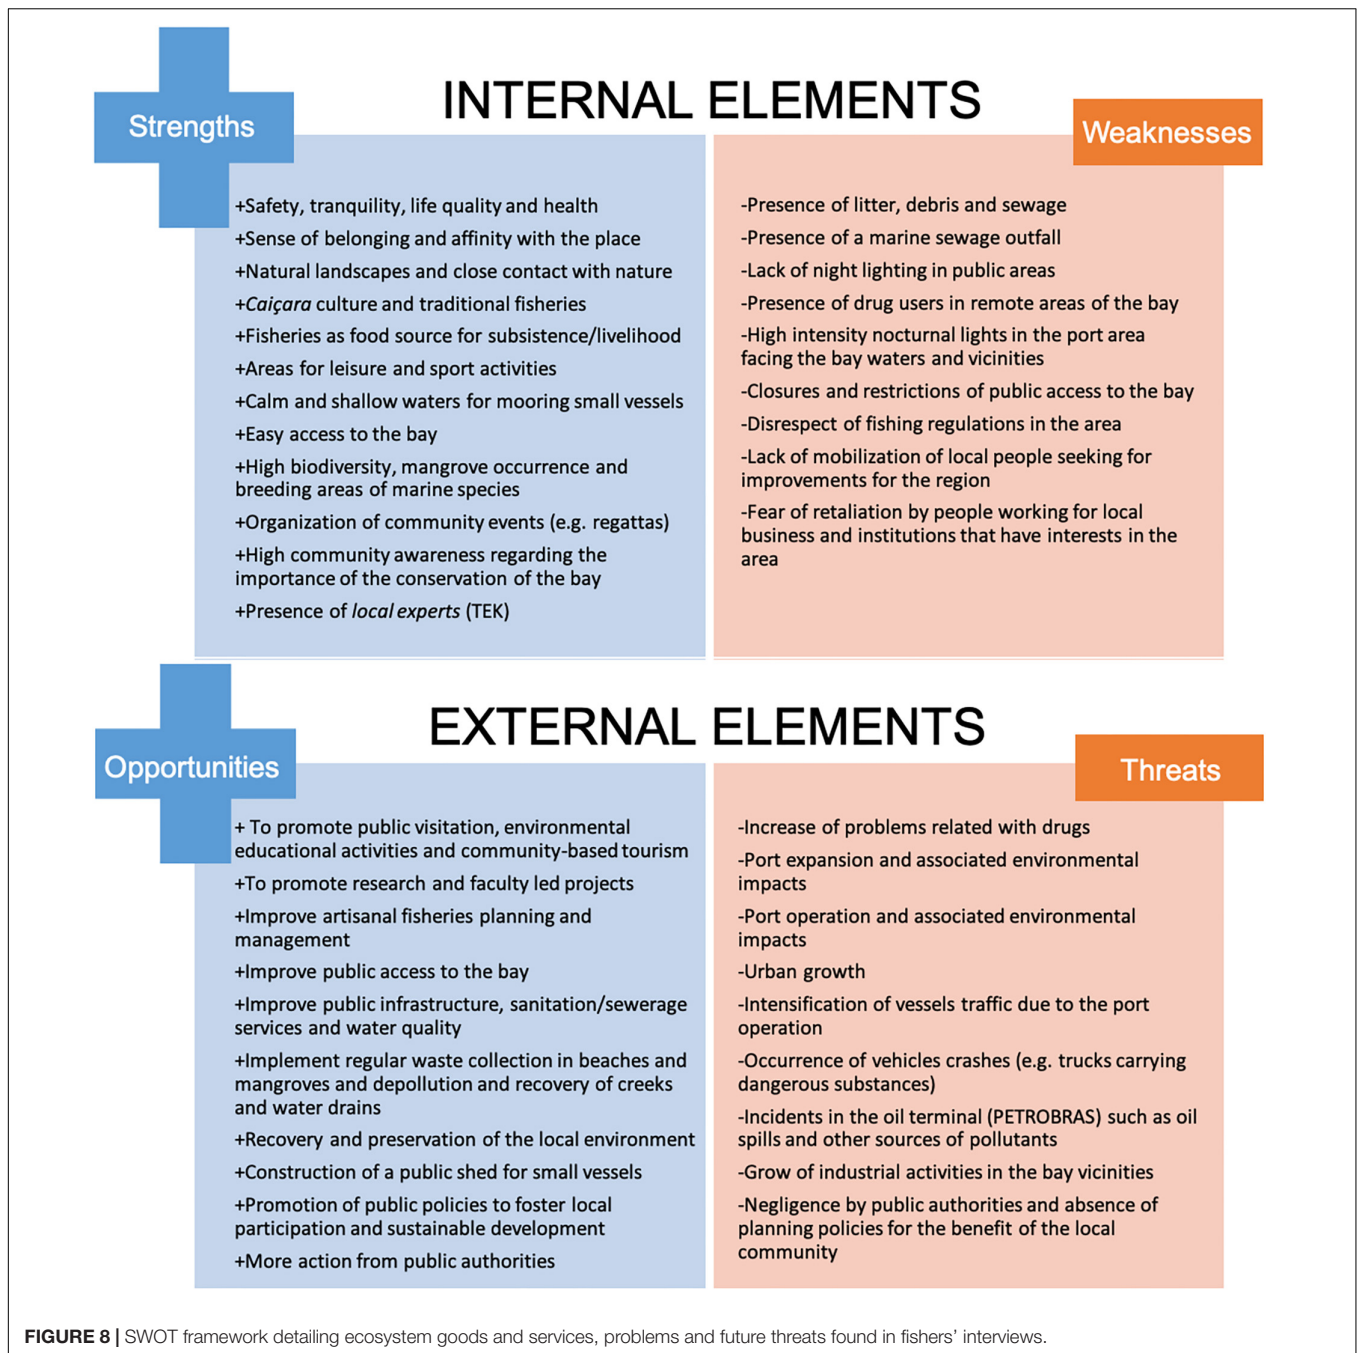 INTERNAL ELEMENTS
Strengths
+Safety, tranquility, life quality and health
+Sense of belonging and affinity with the place
+Natural landscapes and close contact with nature
+Caiçara culture and traditional fisheries
+Fisheries as food source for subsistence/livelihood
+Areas for leisure and sport activities
+Calm and shallow waters for mooring small vessels
+Easy access to the bay
+High biodiversity, mangrove occurrence and
breeding areas of marine species
+Organization of community events (e.g. regattas)
+High community awareness regarding the
importance of the conservation of the bay
+Presence of local experts (TEK)
Weaknesses
-Presence of litter, debris and sewage
-Presence of a marine sewage outfall
-Lack of night lighting in public areas
-Presence of drug users in remote areas of the bay
-High intensity nocturnal lights in the port area
facing the bay waters and vicinities
-Closures and restrictions of public access to the bay
-Disrespect of fishing regulations in the area
-Lack of mobilization of local people seeking for
improvements for the region
-Fear of retaliation by people working for local
business and institutions that have interests in the
area
EXTERNAL ELEMENTS
Opportunities
+ To promote public visitation, environmental
educational activities and community-based tourism
+To promote research and faculty led projects
+Improve artisanal fisheries planning and
management
+Improve public access to the bay
+Improve public infrastructure, sanitation/sewerage
services and water quality
+Implement regular waste collection in beaches and
mangroves and depollution and recovery of creeks
and water drains
+Recovery and preservation of the local environment
+Construction of a public shed for small vessels
+Promotion of public policies to foster local
participation and sustainable development
+More action from public authorities
Threats
-Increase of problems related with drugs
-Port expansion and associated environmental
impacts
-Port operation and associated environmental
impacts
-Urban growth
-Intensification of vessels traffic due to the port
operation
-Occurrence of vehicles crashes (e.g. trucks carrying
dangerous substances)
-Incidents in the oil terminal (PETROBRAS) such as oil
spills and other sources of pollutants
-Grow of industrial activities in the bay vicinities
-Negligence by public authorities and absence of
planning policies for the benefit of the local
community
FIGURE 8 | SWOT framework detailing ecosystem goods and services, problems and future threats found in fishers' interviews.